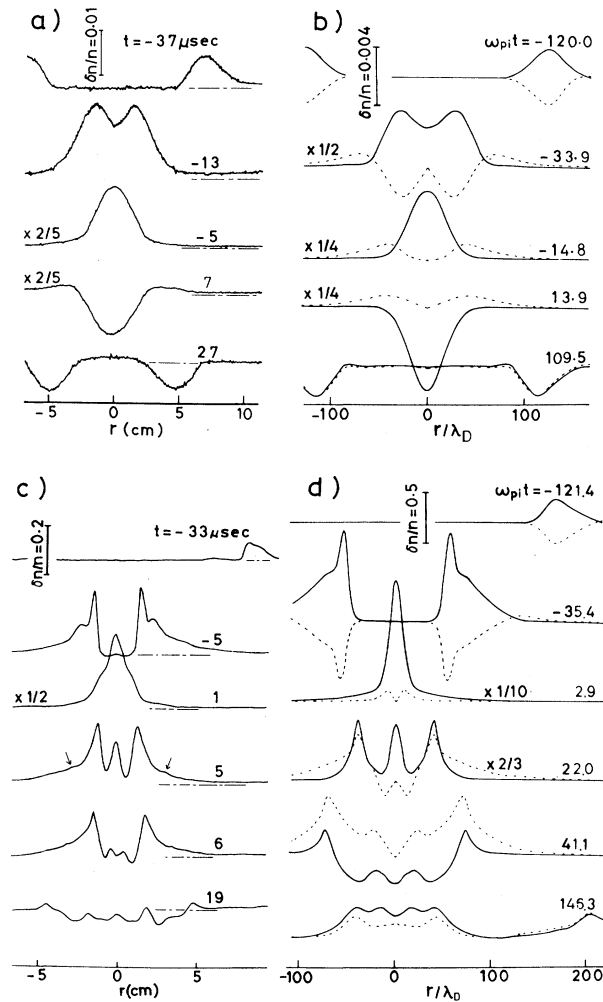 a)
δn/n=0.01
t=-37μsec
-13
x 2/5
-5
x 2/5
7
27
-5 0 5 10
r (cm)
b)
δn/n=0.004
ωpit=-120.0
x 1/2
-33.9
x 1/4
-14.8
x 1/4
13.9
109.5
-100 0 100
r/λD
c)
δn/n=0.2
t=-33μsec
-5
x 1/2
1
5
6
19
-5 0 5
r(cm)
d)
δn/n=0.5
ωpit=-121.4
-35.4
x 1/10 2.9
x 2/3 22.0
41.1
146.3
-100 0 100 200
r/λD